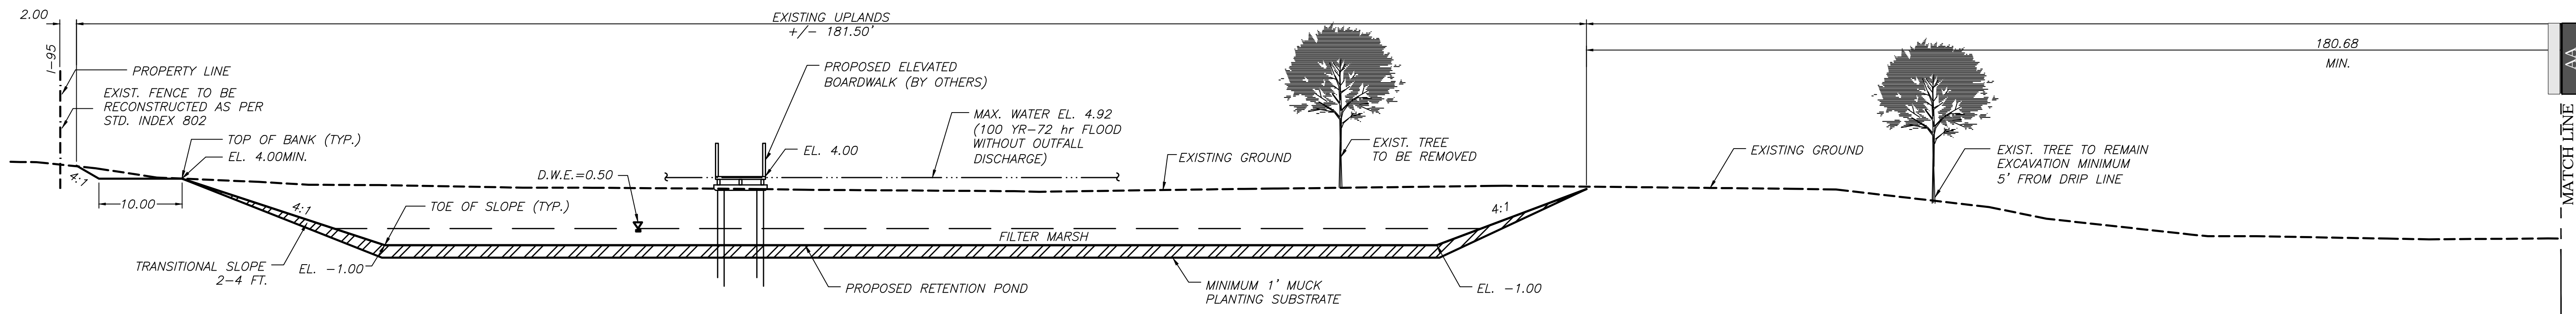 2.00
EXISTING UPLANDS
+/- 181.50'
180.68
MIN.
AA
I-95
PROPERTY LINE
EXIST. FENCE TO BE
RECONSTRUCTED AS PER
STD. INDEX 802
TOP OF BANK (TYP.)
EL. 4.00MIN.
4:1
10.00
PROPOSED ELEVATED
BOARDWALK (BY OTHERS)
EL. 4.00
MAX. WATER EL. 4.92
(100 YR-72 hr FLOOD
WITHOUT OUTFALL
DISCHARGE)
EXISTING GROUND
EXIST. TREE
TO BE REMOVED
EXISTING GROUND
EXIST. TREE TO REMAIN
EXCAVATION MINIMUM
5' FROM DRIP LINE
MATCH LINE
D.W.E.=0.50
4:1
TOE OF SLOPE (TYP.)
4:1
FILTER MARSH
TRANSITIONAL SLOPE
2-4 FT.
EL. -1.00
PROPOSED RETENTION POND
MINIMUM 1' MUCK
PLANTING SUBSTRATE
EL. -1.00